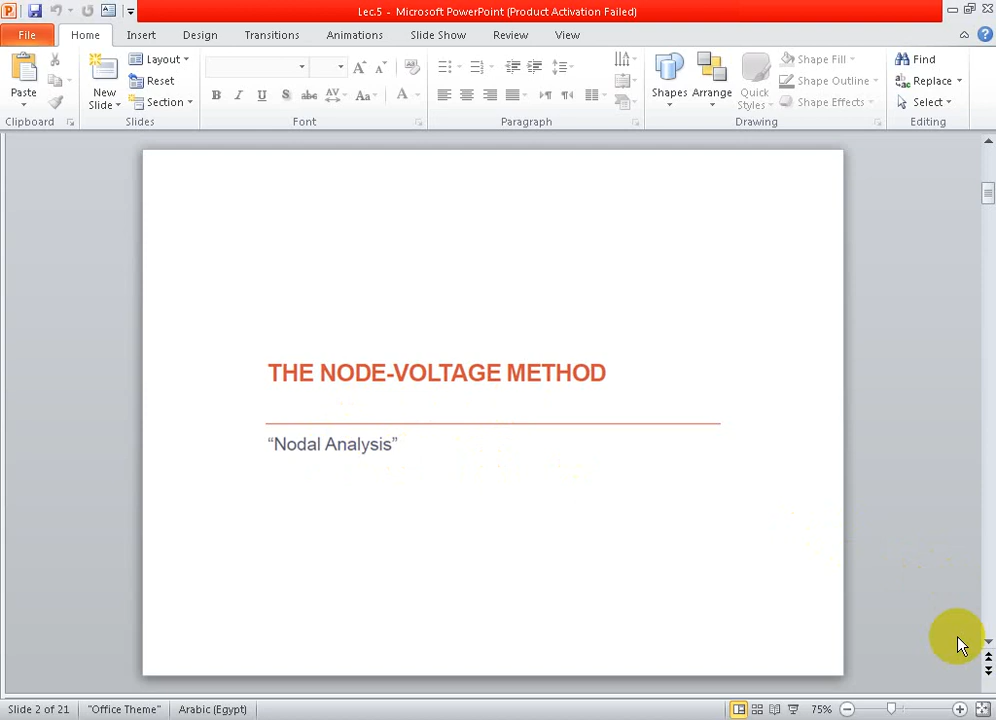 Lec.5 - Microsoft PowerPoint (Product Activation Failed)
File Home Insert Design Transitions Animations Slide Show Review View
Paste
New Slide
Layout
Reset
Section
B I U S abc AV Aa A
Shapes Arrange Quick Styles
Shape Fill
Shape Outline
Shape Effects
Find
Replace
Select
Clipboard Slides Font Paragraph Drawing Editing
THE NODE-VOLTAGE METHOD
“Nodal Analysis”
Slide 2 of 21 "Office Theme" Arabic (Egypt) 75%